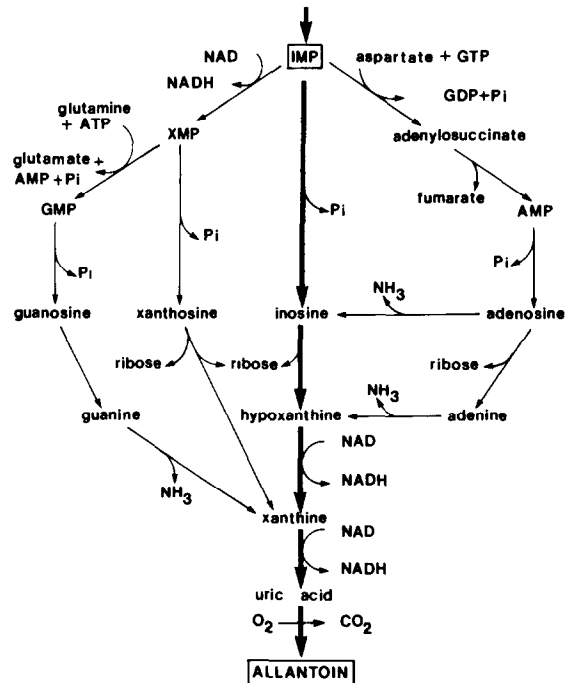 NAD IMP aspartate + GTP
NADH GDP+Pi
glutamine
+ ATP XMP adenylosuccinate
glutamate +
AMP + Pi fumarate
GMP AMP
Pi Pi Pi Pi
NH3
guanosine xanthosine inosine adenosine
ribose ribose ribose
NH3
guanine hypoxanthine adenine
NAD
NH3 NADH
xanthine NAD
NADH
uric acid
O2 CO2
ALLANTOIN